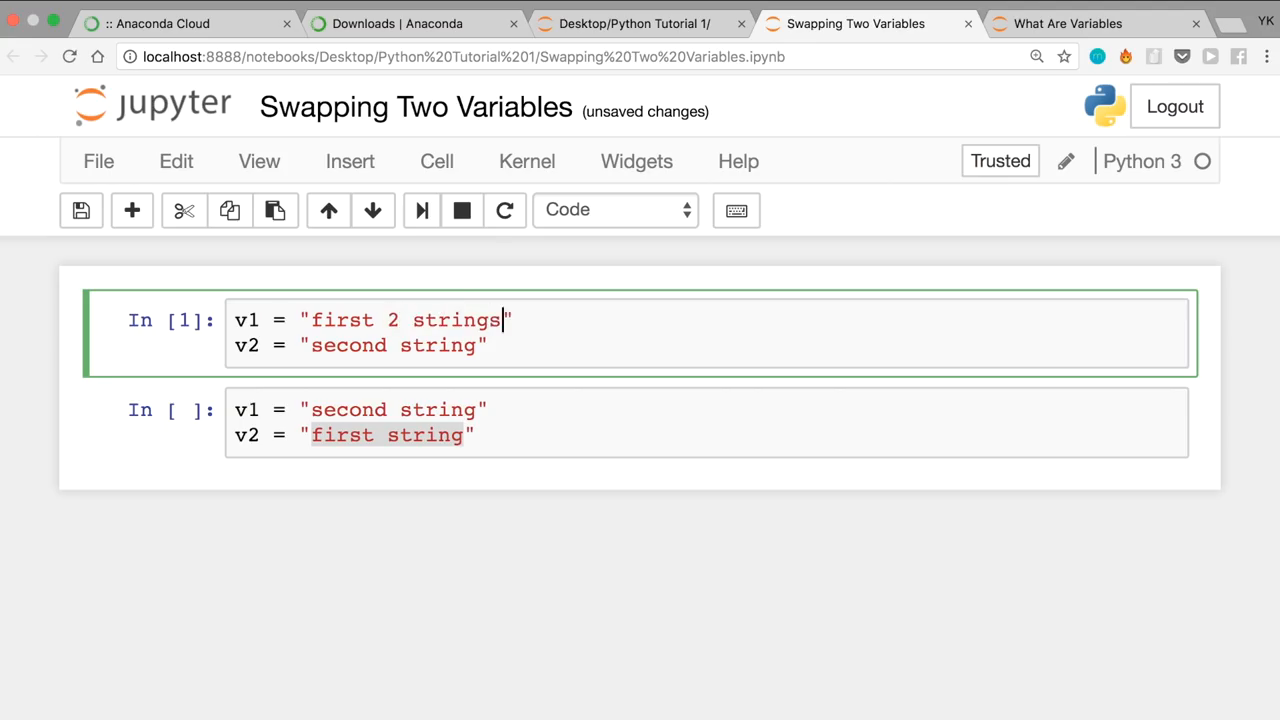 :: Anaconda Cloud
Downloads | Anaconda
Desktop/Python Tutorial 1/
Swapping Two Variables
What Are Variables
YK
localhost:8888/notebooks/Desktop/Python%20Tutorial%201/Swapping%20Two%20Variables.ipynb
jupyter Swapping Two Variables (unsaved changes)
Logout
File Edit View Insert Cell Kernel Widgets Help
Trusted
Python 3
Code
In [1]: v1 = "first 2 strings"
v2 = "second string"
In [ ]: v1 = "second string"
v2 = "first string"